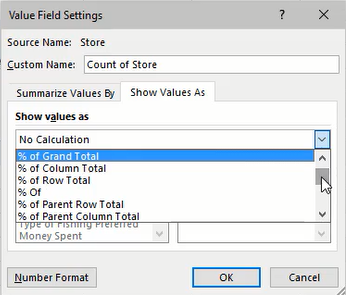 Value Field Settings ? ×
Source Name: Store
Custom Name: Count of Store
Summarize Values By Show Values As
Show values as
No Calculation
% of Grand Total
% of Column Total
% of Row Total
% Of
% of Parent Row Total
% of Parent Column Total
Type of Fishing Preferred
Money Spent
Number Format OK Cancel